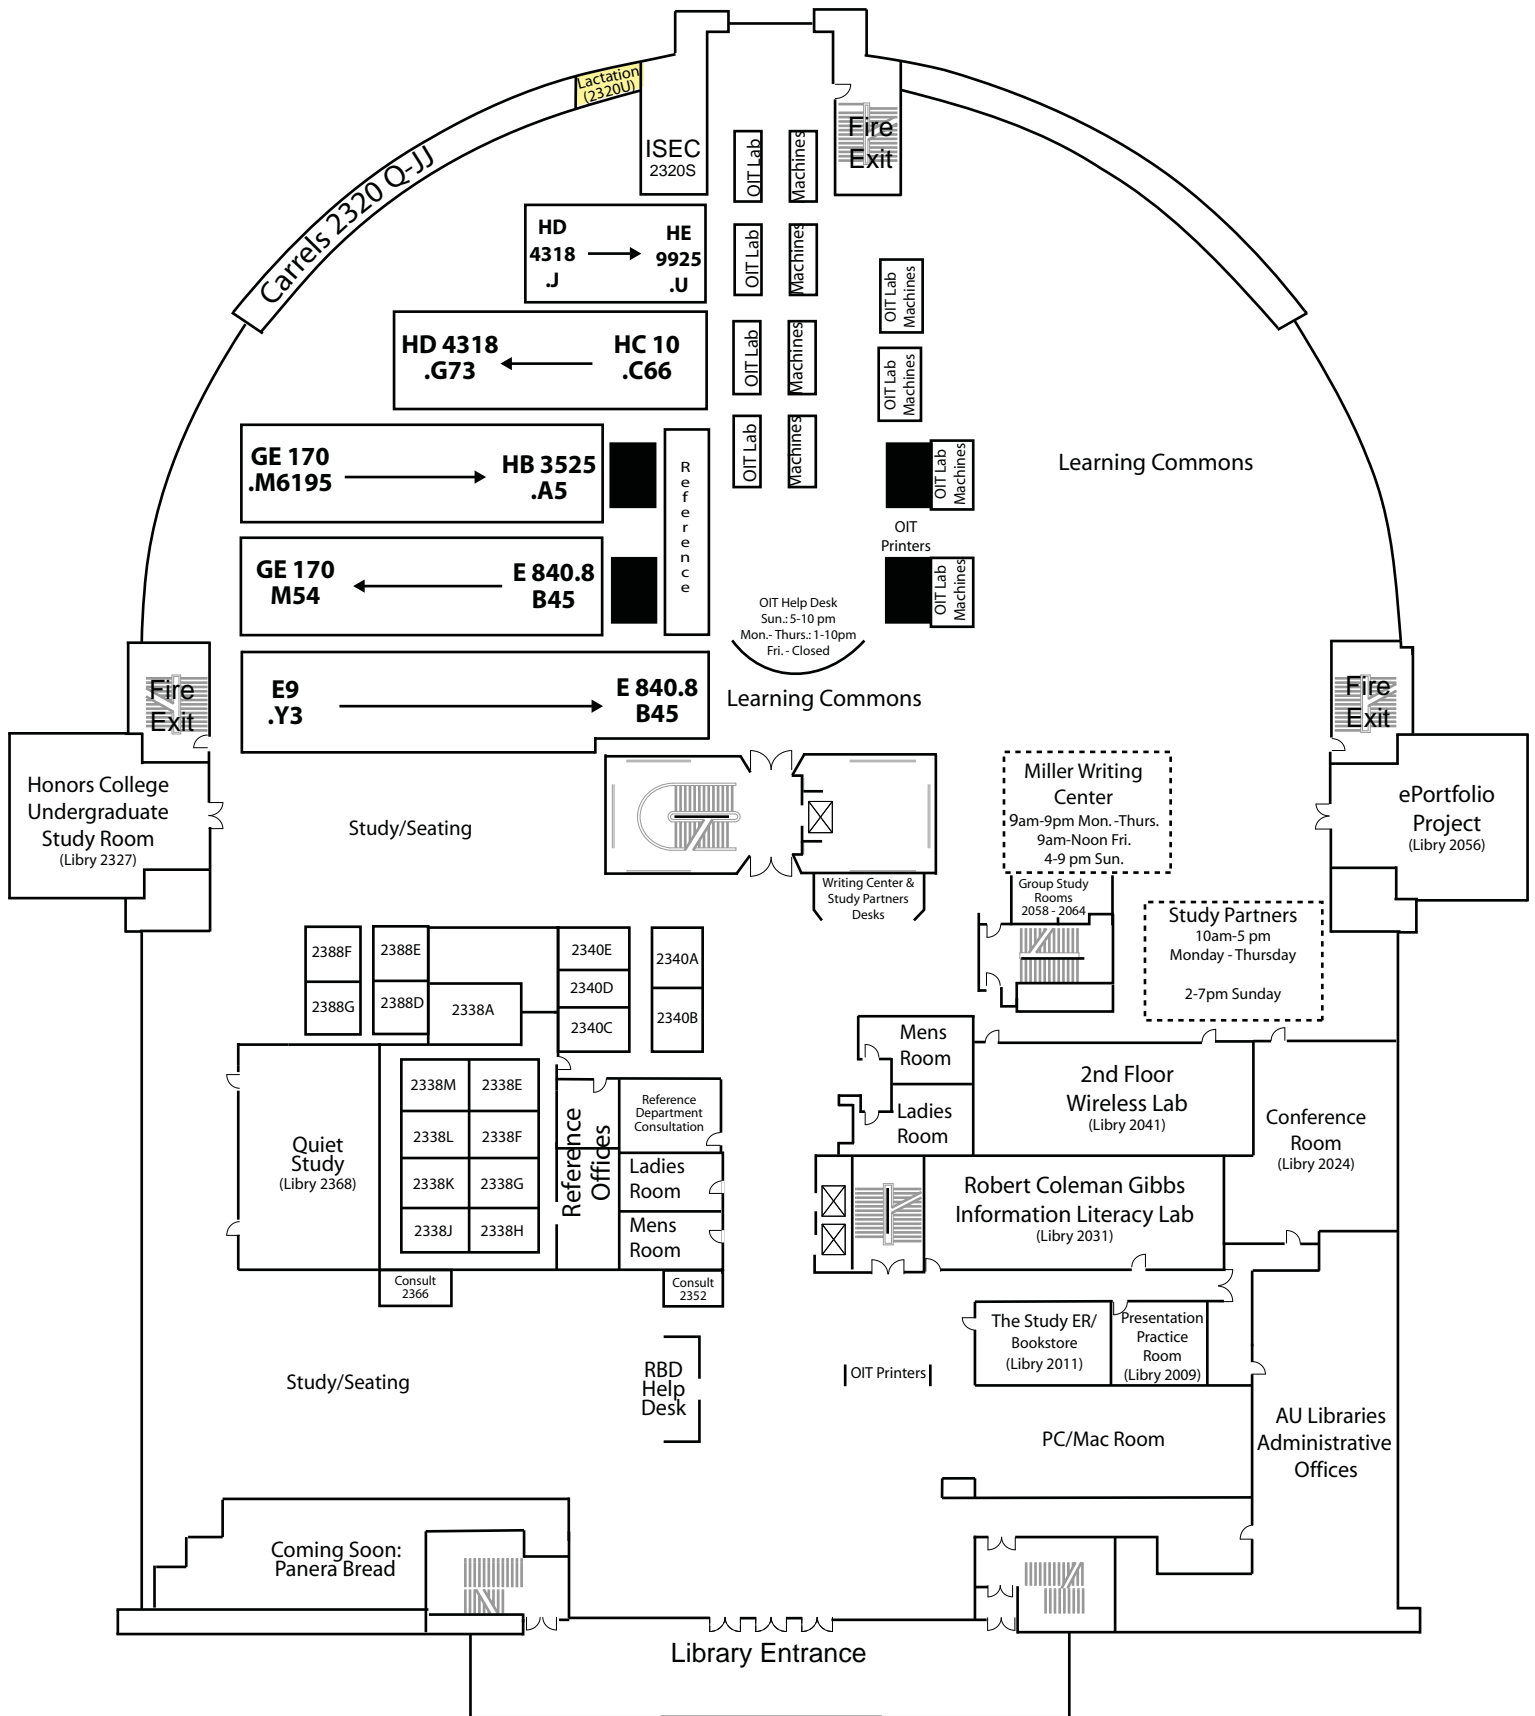 Lactation
(2320U)
Carrels 2320 Q-JJ
ISEC
2320S
Fire
Exit
OIT Lab
Machines
OIT Lab
Machines
OIT Lab
Machines
OIT Lab
Machines
OIT Lab
Machines
OIT Lab
Machines
HD
4318
.J
HE
9925
.U
HD 4318
.G73
HC 10
.C66
GE 170
.M6195
HB 3525
.A5
Reference
OIT Lab
Machines
Learning Commons
OIT
Printers
OIT Lab
Machines
GE 170
M54
E 840.8
B45
OIT Help Desk
Sun.: 5-10 pm
Mon.- Thurs.: 1-10pm
Fri. - Closed
E9
.Y3
E 840.8
B45
Learning Commons
Fire
Exit
Fire
Exit
Honors College
Undergraduate
Study Room
(Libry 2327)
Study/Seating
Miller Writing
Center
9am-9pm Mon. -Thurs.
9am-Noon Fri.
4-9 pm Sun.
ePortfolio
Project
(Libry 2056)
Writing Center &
Study Partners
Desks
Group Study
Rooms
2058 - 2064
Study Partners
10am-5 pm
Monday - Thursday
2-7pm Sunday
2388F
2388E
2340E
2340A
2388G
2388D
2338A
2340D
2340C
2340B
Mens
Room
Ladies
Room
2nd Floor
Wireless Lab
(Libry 2041)
Conference
Room
(Libry 2024)
2338M
2338E
2338L
2338F
2338K
2338G
2338J
2338H
Quiet
Study
(Libry 2368)
Reference
Offices
Reference
Department
Consultation
Ladies
Room
Mens
Room
Robert Coleman Gibbs
Information Literacy Lab
(Libry 2031)
Consult
2366
Consult
2352
The Study ER/
Bookstore
(Libry 2011)
Presentation
Practice
Room
(Libry 2009)
Study/Seating
RBD
Help
Desk
OIT Printers
PC/Mac Room
AU Libraries
Administrative
Offices
Coming Soon:
Panera Bread
Library Entrance